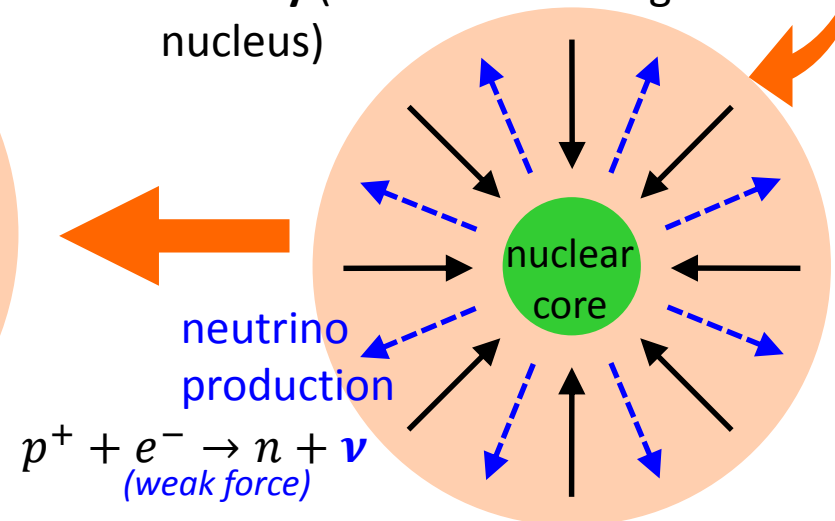 nucleus)
nuclear
core
neutrino
production
p⁺ + e⁻ → n + ν
(weak force)